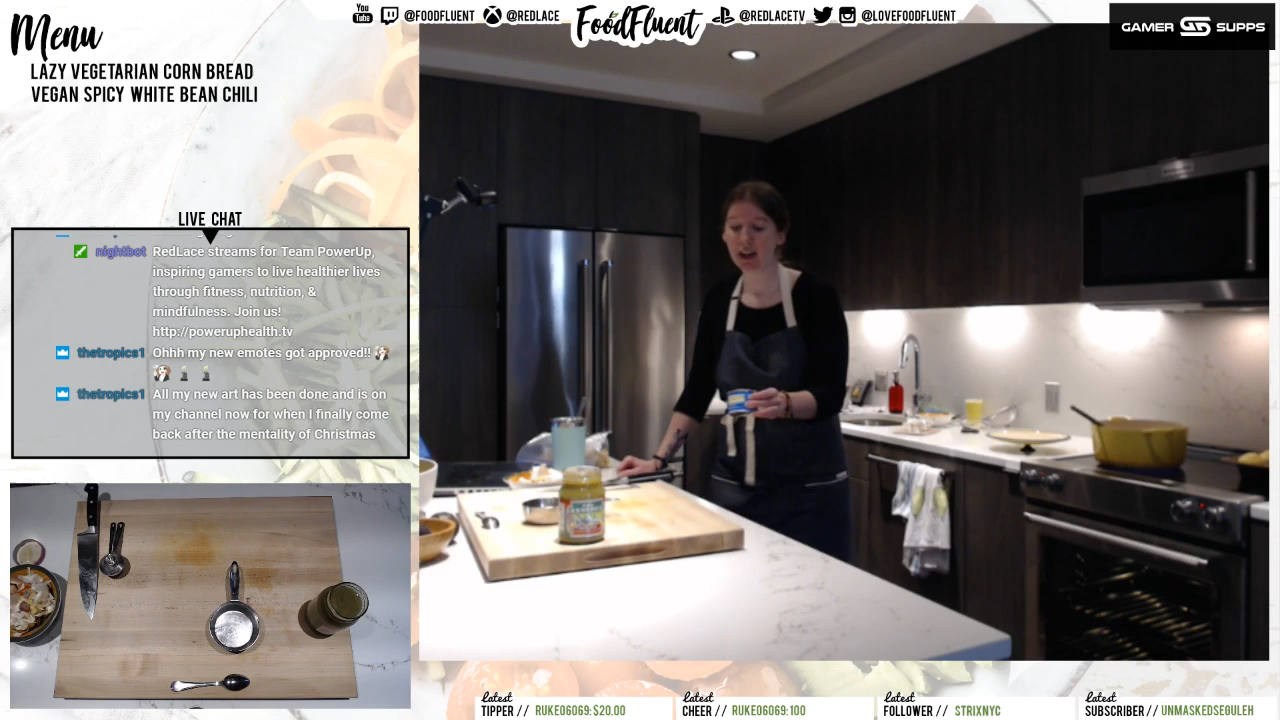 You
Tube
@FOODFLUENT
@REDLACE
FoodFluent
@REDLACETV
@LOVEFOODFLUENT
GAMER GS SUPPS
Menu
LAZY VEGETARIAN CORN BREAD
VEGAN SPICY WHITE BEAN CHILI
LIVE CHAT
nightbot RedLace streams for Team PowerUp,
inspiring gamers to live healthier lives
through fitness, nutrition, &
mindfulness. Join us!
http://poweruphealth.tv
thetropics1 Ohhh my new emotes got approved!!
thetropics1 All my new art has been done and is on
my channel now for when I finally come
back after the mentality of Christmas
latest
TIPPER // RUKE06069: $20.00
latest
CHEER // RUKE06069: 100
latest
FOLLOWER // STRIXNYC
latest
SUBSCRIBER // UNMASKEDSEGULEH